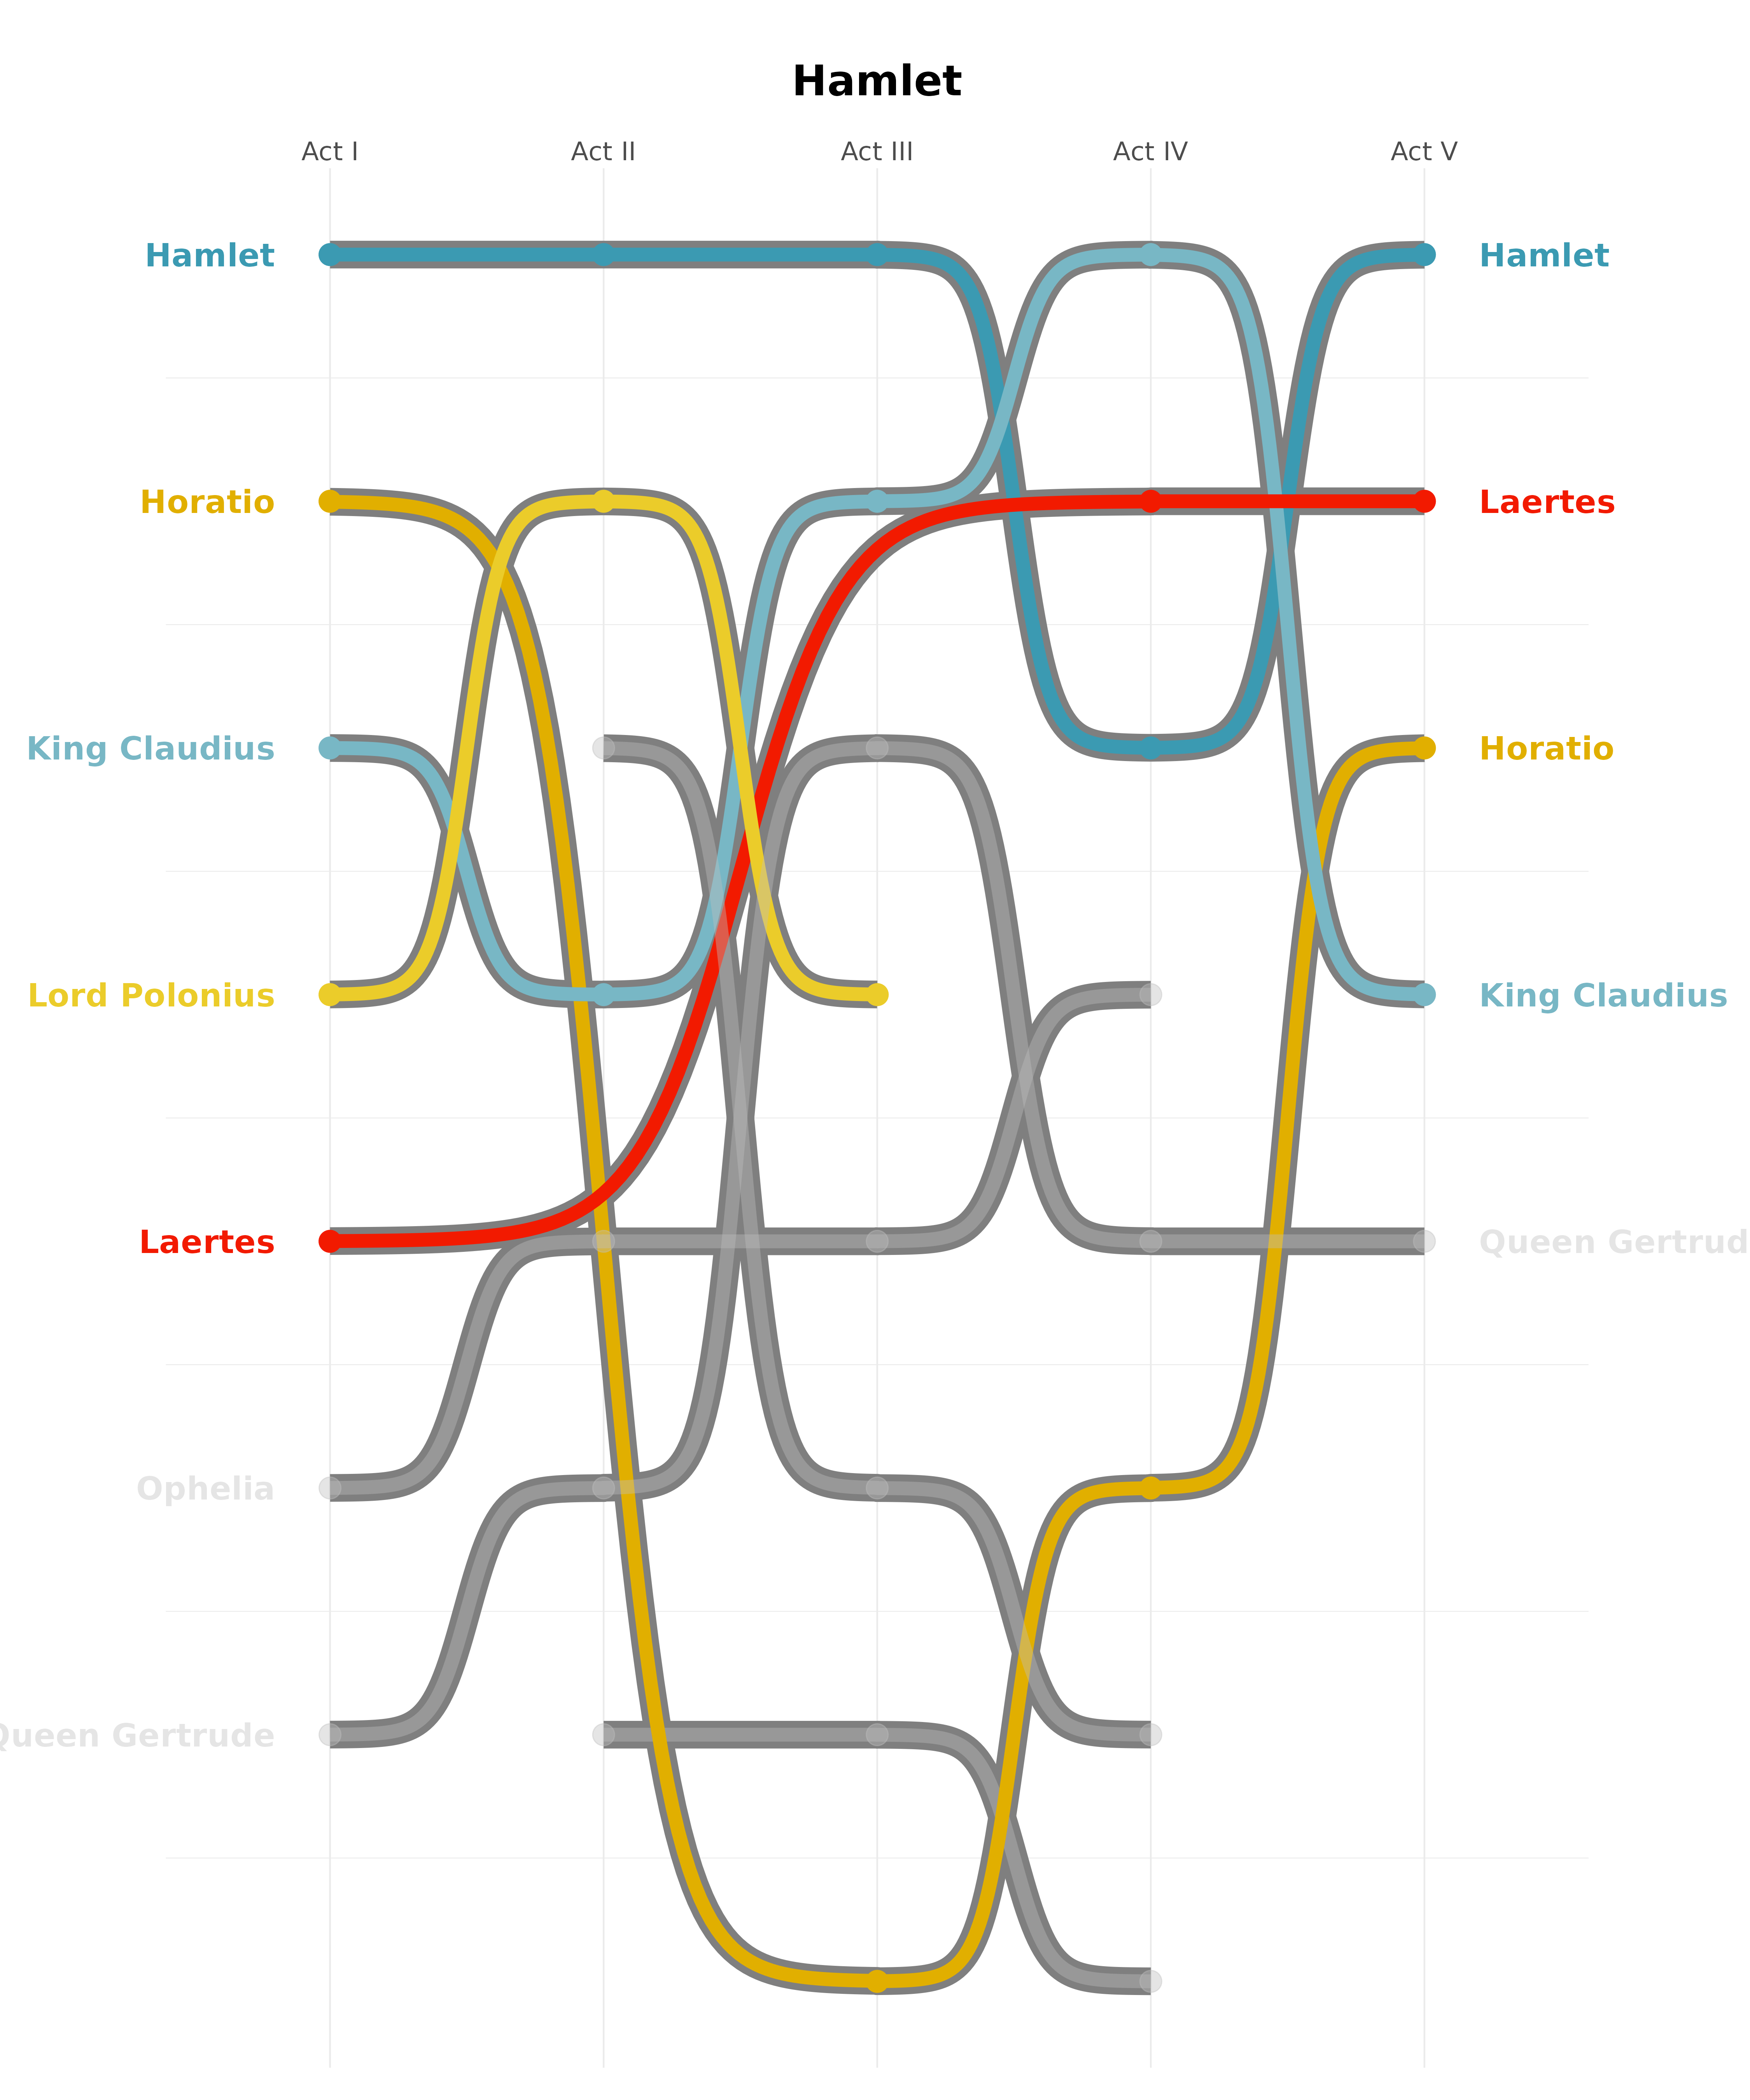 Hamlet
Act I Act II Act III Act IV Act V
Hamlet Hamlet
Horatio Laertes
King Claudius Horatio
Lord Polonius King Claudius
Laertes Queen Gertrud
Ophelia
Queen Gertrude